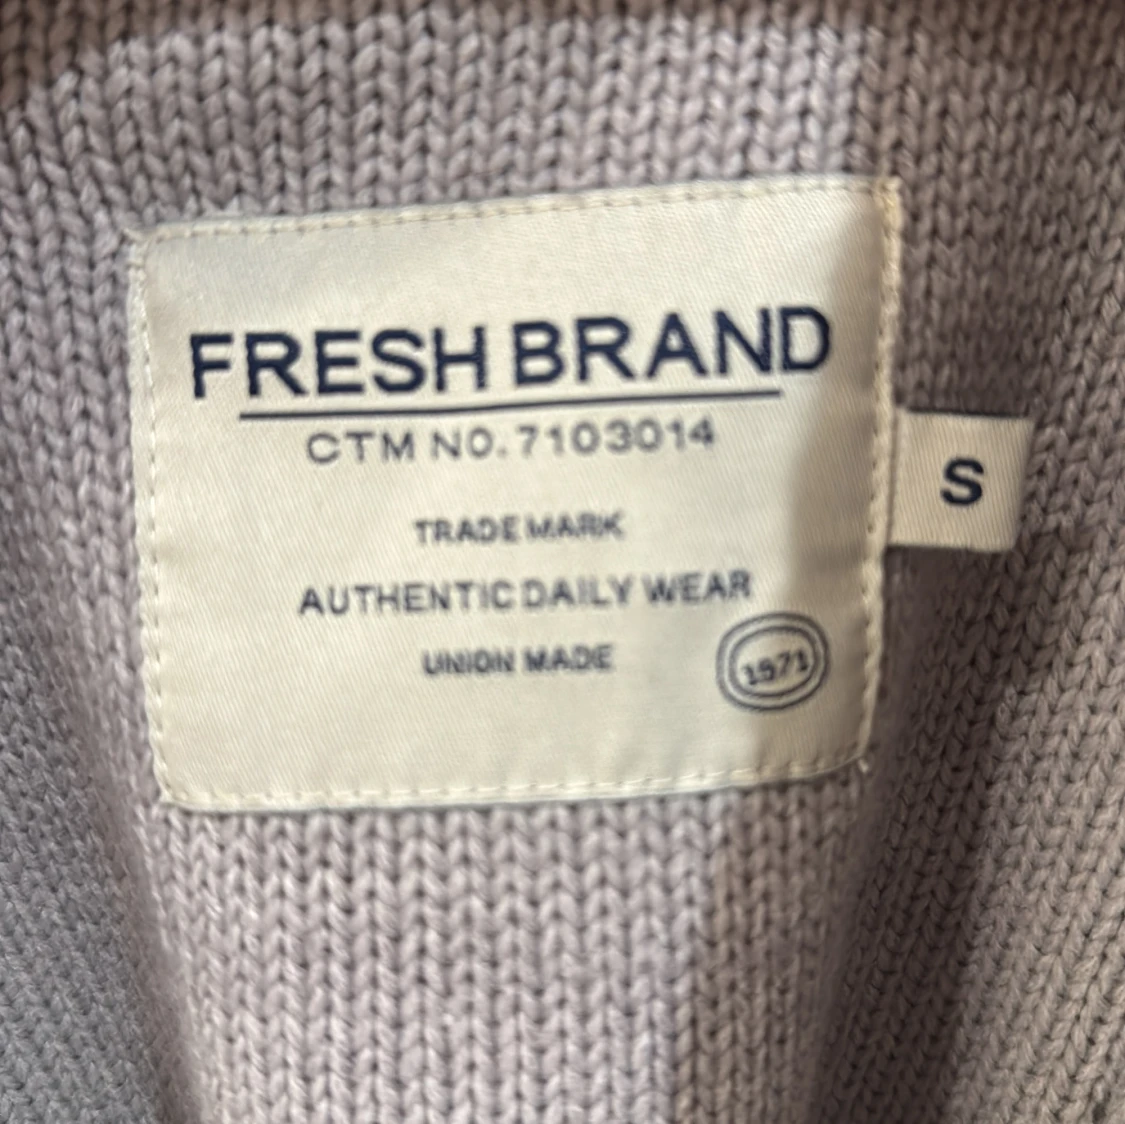 FRESH BRAND
CTM NO. 7103014
S
TRADE MARK
AUTHENTIC DAILY WEAR
UNION MADE
1971